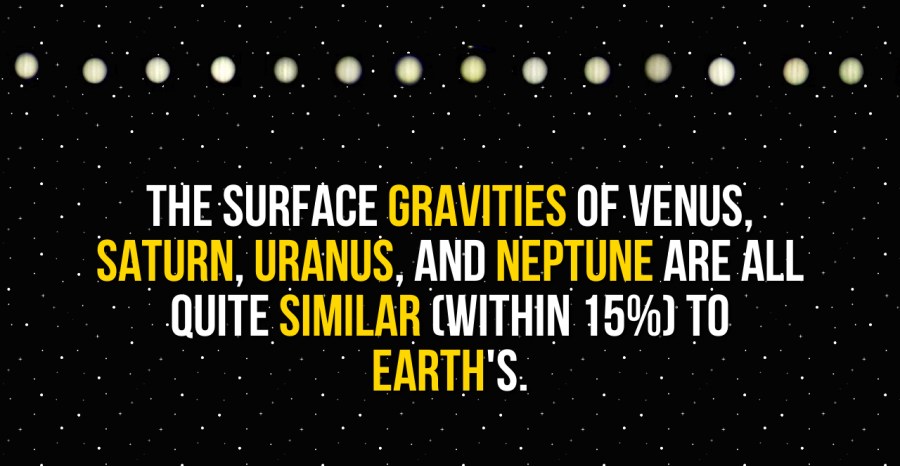 THE SURFACE GRAVITIES OF VENUS,
SATURN, URANUS, AND NEPTUNE ARE ALL
QUITE SIMILAR (WITHIN 15%) TO
EARTH'S.